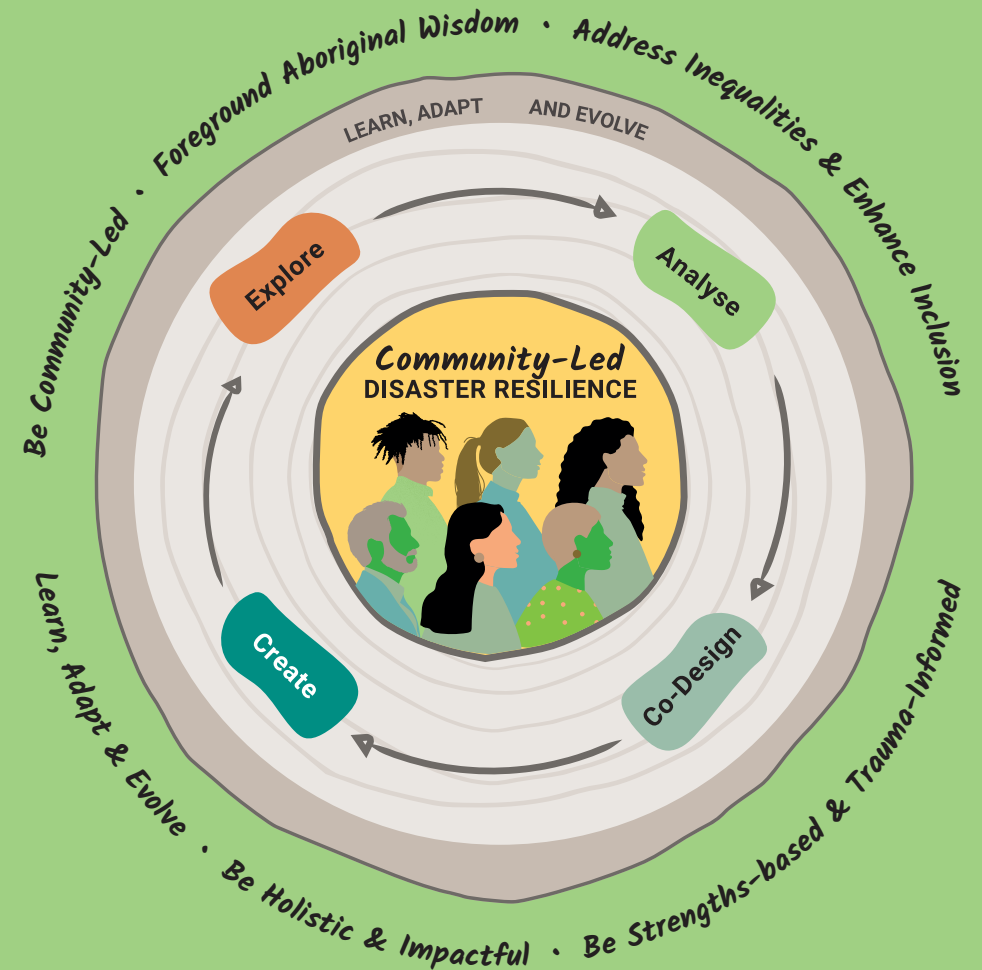 Be Community-Led • Foreground Aboriginal Wisdom • Address Inequalities & Enhance Inclusion
LEARN, ADAPT AND EVOLVE
Explore
Analyse
Community-Led
DISASTER RESILIENCE
Create
Co-Design
Learn, Adapt & Evolve • Be Holistic & Impactful • Be Strengths-based & Trauma-Informed